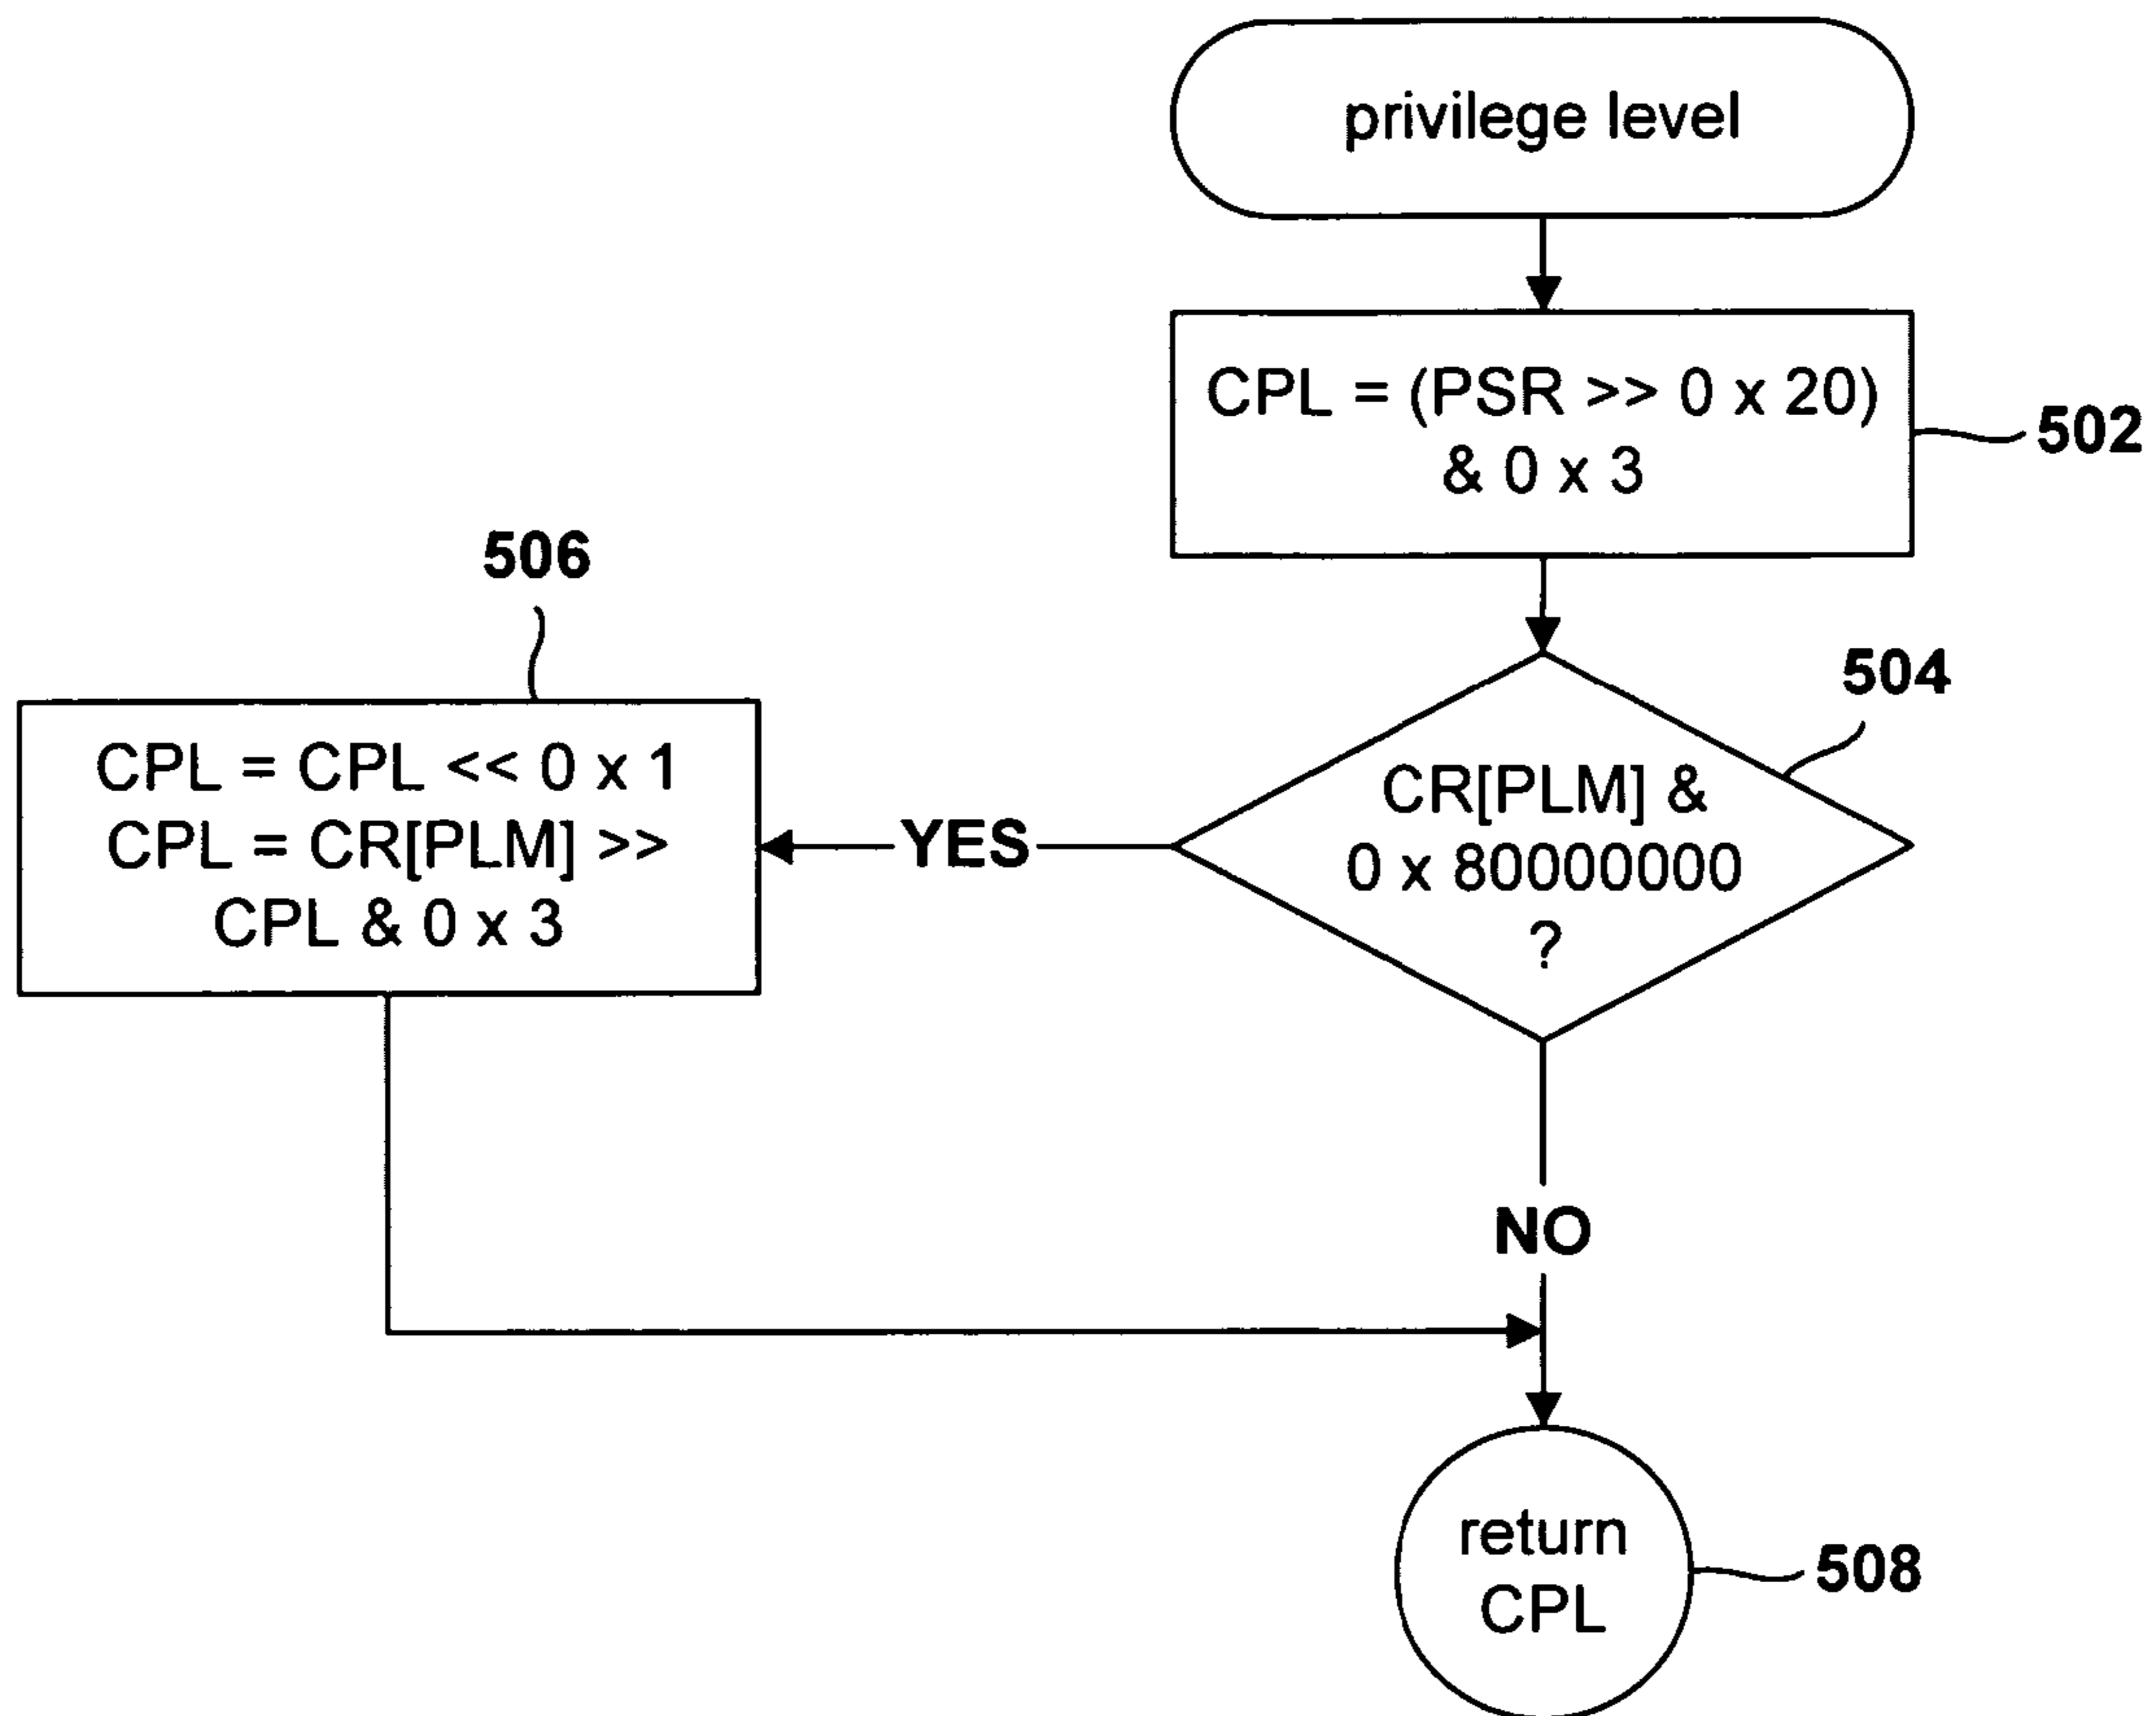 privilege level
CPL = (PSR >> 0 x 20)
& 0 x 3
502
506
504
CPL = CPL << 0 x 1
CPL = CR[PLM] >>
CPL & 0 x 3
YES
CR[PLM] &
0 x 80000000
?
NO
return
CPL
508